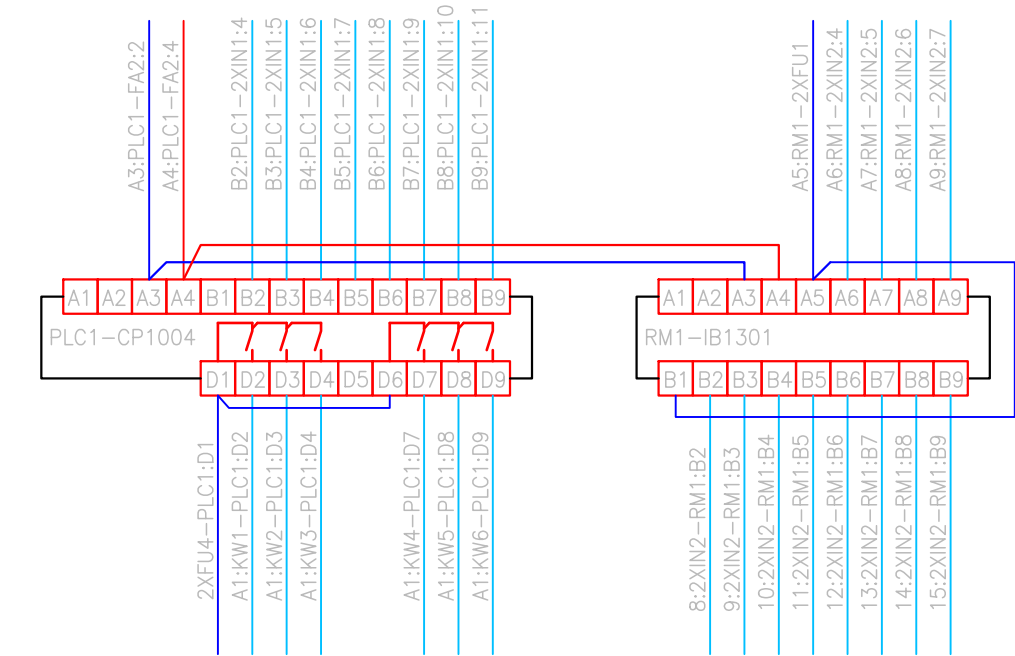 A3:PLC1-FA2:2
A4:PLC1-FA2:4
B2:PLC1-2XIN1:4
B3:PLC1-2XIN1:5
B4:PLC1-2XIN1:6
B5:PLC1-2XIN1:7
B6:PLC1-2XIN1:8
B7:PLC1-2XIN1:9
B8:PLC1-2XIN1:10
B9:PLC1-2XIN1:11
A5:RM1-2XFU1
A6:RM1-2XIN2:4
A7:RM1-2XIN2:5
A8:RM1-2XIN2:6
A9:RM1-2XIN2:7
A1 A2 A3 A4 B1 B2 B3 B4 B5 B6 B7 B8 B9
A1 A2 A3 A4 A5 A6 A7 A8 A9
PLC1-CP1004
RM1-IB1301
D1 D2 D3 D4 D5 D6 D7 D8 D9
B1 B2 B3 B4 B5 B6 B7 B8 B9
2XFU4-PLC1:D1
A1:KW1-PLC1:D2
A1:KW2-PLC1:D3
A1:KW3-PLC1:D4
A1:KW4-PLC1:D7
A1:KW5-PLC1:D8
A1:KW6-PLC1:D9
8:2XIN2-RM1:B2
9:2XIN2-RM1:B3
10:2XIN2-RM1:B4
11:2XIN2-RM1:B5
12:2XIN2-RM1:B6
13:2XIN2-RM1:B7
14:2XIN2-RM1:B8
15:2XIN2-RM1:B9